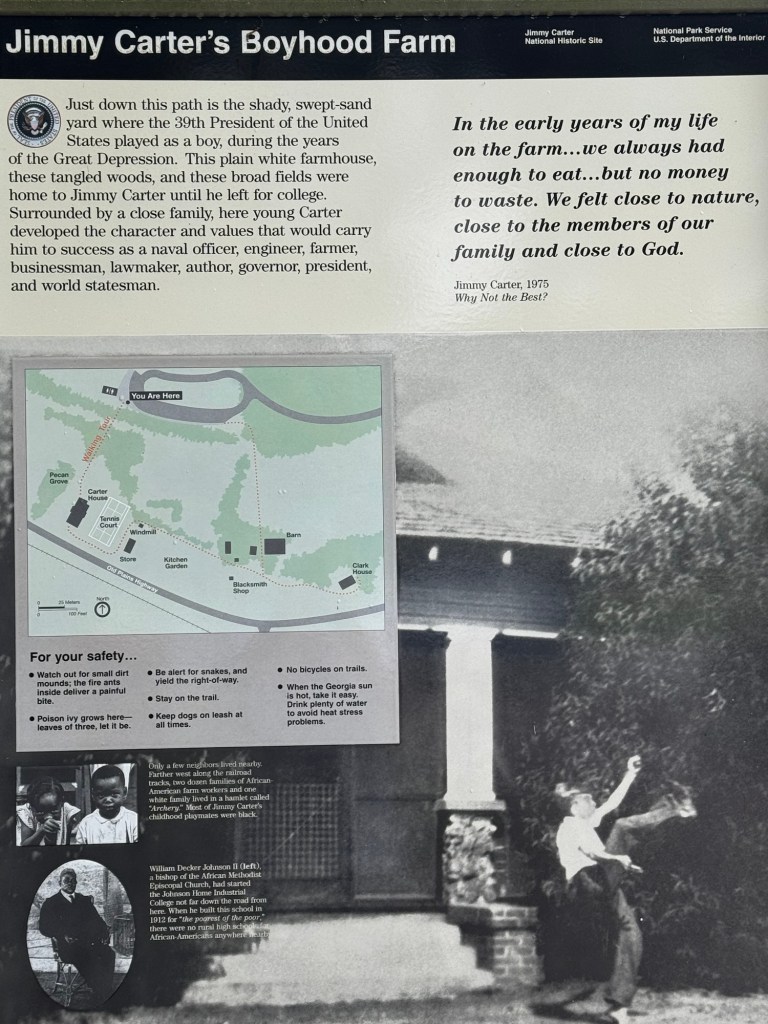 Jimmy Carter's Boyhood Farm
Jimmy Carter
National Historic Site
National Park Service
U.S. Department of the Interior
Just down this path is the shady, swept-sand
yard where the 39th President of the United
States played as a boy, during the years
of the Great Depression. This plain white farmhouse,
these tangled woods, and these broad fields were
home to Jimmy Carter until he left for college.
Surrounded by a close family, here young Carter
developed the character and values that would carry
him to success as a naval officer, engineer, farmer,
businessman, lawmaker, author, governor, president,
and world statesman.
In the early years of my life
on the farm...we always had
enough to eat...but no money
to waste. We felt close to nature,
close to the members of our
family and close to God.
Jimmy Carter, 1975
Why Not the Best?
You Are Here
Walking Tour
Pecan
Grove
Carter
House
Tennis
Court
Windmill
Store
Kitchen
Garden
Barn
Blacksmith
Shop
Clark
House
Old Plains Highway
0 25 Meters
0 100 Feet
North
For your safety...
• Watch out for small dirt
mounds; the fire ants
inside deliver a painful
bite.
• Poison ivy grows here—
leaves of three, let it be.
• Be alert for snakes, and
yield the right-of-way.
• Stay on the trail.
• Keep dogs on leash at
all times.
• No bicycles on trails.
• When the Georgia sun
is hot, take it easy.
Drink plenty of water
to avoid heat stress
problems.
Only a few neighbors lived nearby.
Farther west along the railroad
tracks, two dozen families of African-
American farm workers and one
white family lived in a hamlet called
"Archery." Most of Jimmy Carter's
childhood playmates were black.
William Decker Johnson II (left),
a bishop of the African Methodist
Episcopal Church, had started
the Johnson Home Industrial
College not far down the road from
here. When he built this school in
1912 for "the poorest of the poor,"
there were no rural high schools for
African-Americans anywhere